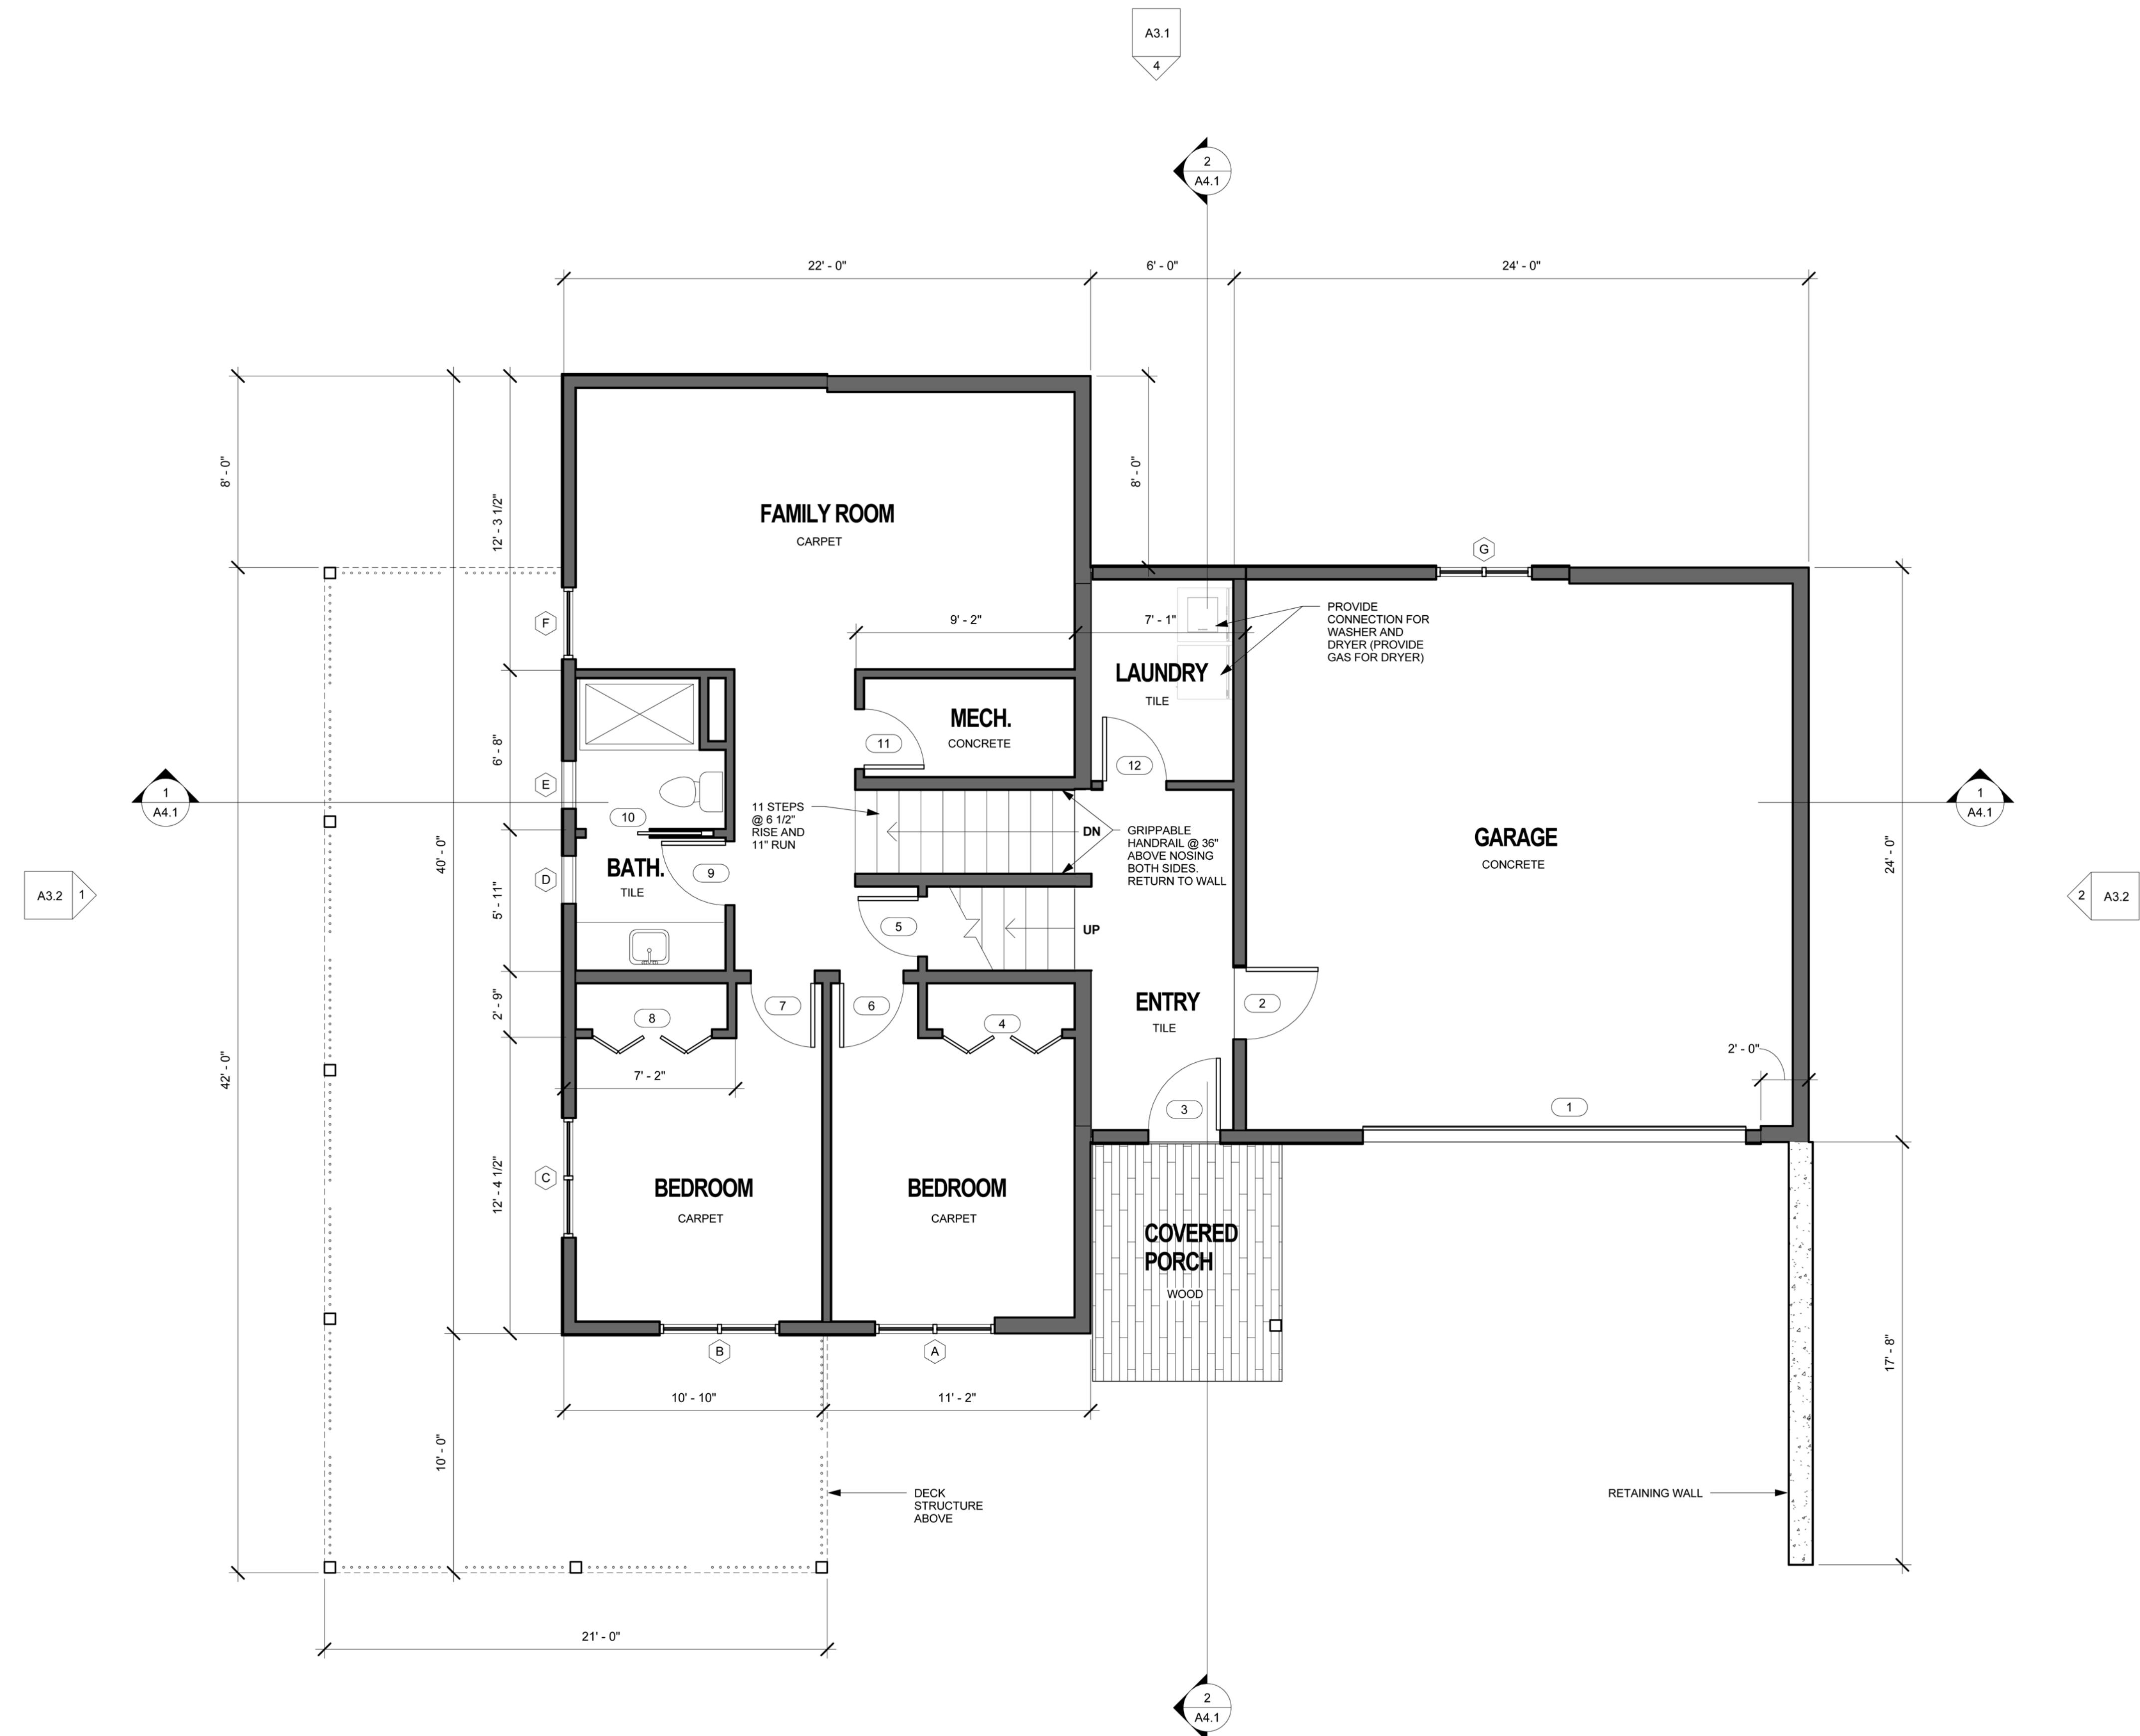 A3.1
4
2
A4.1
22' - 0"
6' - 0"
24' - 0"
8' - 0"
12' - 3 1/2"
8' - 0"
FAMILY ROOM
CARPET
G
F
9' - 2"
7' - 1"
PROVIDE
CONNECTION FOR
WASHER AND
DRYER (PROVIDE
GAS FOR DRYER)
LAUNDRY
TILE
MECH.
CONCRETE
11
12
6' - 8"
E
1
A4.1
1
A4.1
10
11 STEPS
@ 6 1/2"
RISE AND
11" RUN
DN
GRIPPABLE
HANDRAIL @ 36"
ABOVE NOSING
BOTH SIDES.
RETURN TO WALL
GARAGE
CONCRETE
40' - 0"
24' - 0"
BATH.
TILE
9
D
A3.2
1
2
A3.2
5' - 11"
5
UP
2' - 9"
8
7
6
4
ENTRY
TILE
2
42' - 0"
7' - 2"
2' - 0"
3
1
C
12' - 4 1/2"
BEDROOM
CARPET
BEDROOM
CARPET
COVERED
PORCH
WOOD
B
A
17' - 8"
10' - 10"
11' - 2"
10' - 0"
DECK
STRUCTURE
ABOVE
RETAINING WALL
21' - 0"
2
A4.1